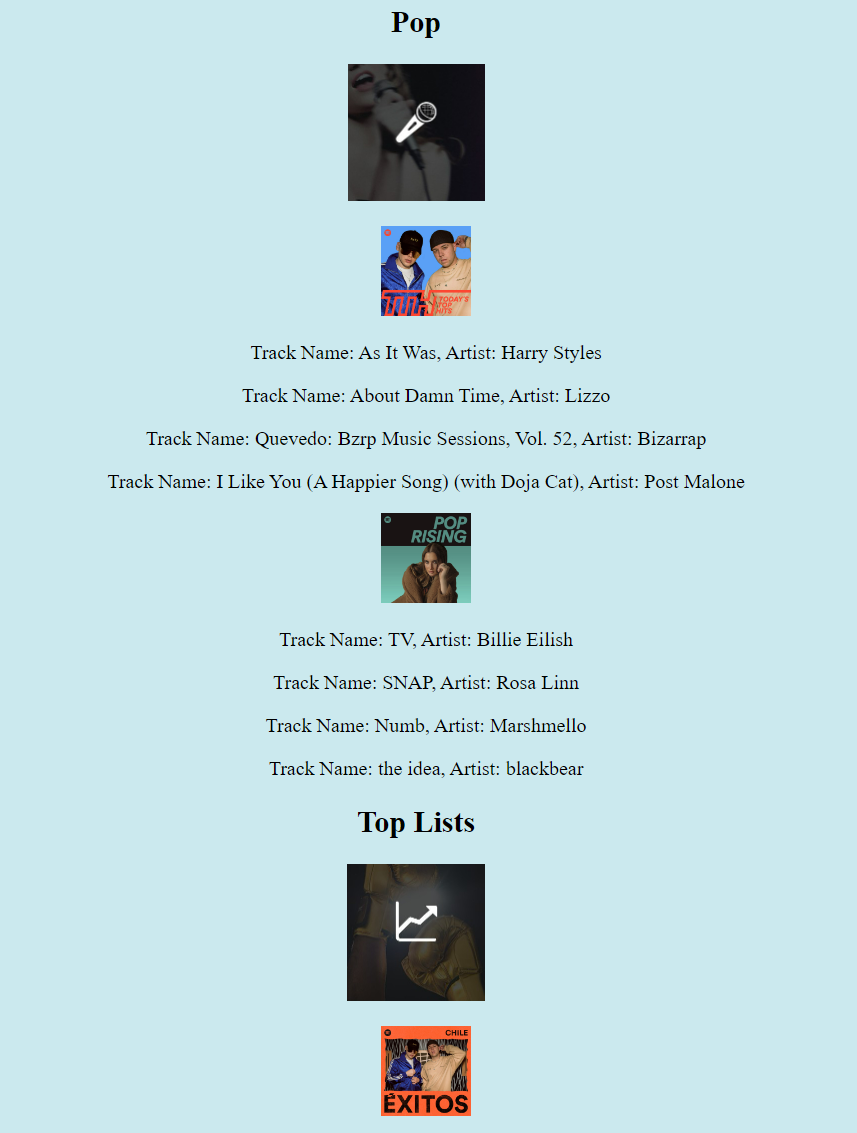 Pop
TTH TODAY'S
TOP
HITS
Track Name: As It Was, Artist: Harry Styles
Track Name: About Damn Time, Artist: Lizzo
Track Name: Quevedo: Bzrp Music Sessions, Vol. 52, Artist: Bizarrap
Track Name: I Like You (A Happier Song) (with Doja Cat), Artist: Post Malone
POP
RISING
Track Name: TV, Artist: Billie Eilish
Track Name: SNAP, Artist: Rosa Linn
Track Name: Numb, Artist: Marshmello
Track Name: the idea, Artist: blackbear
Top Lists
CHILE
ÉXITOS